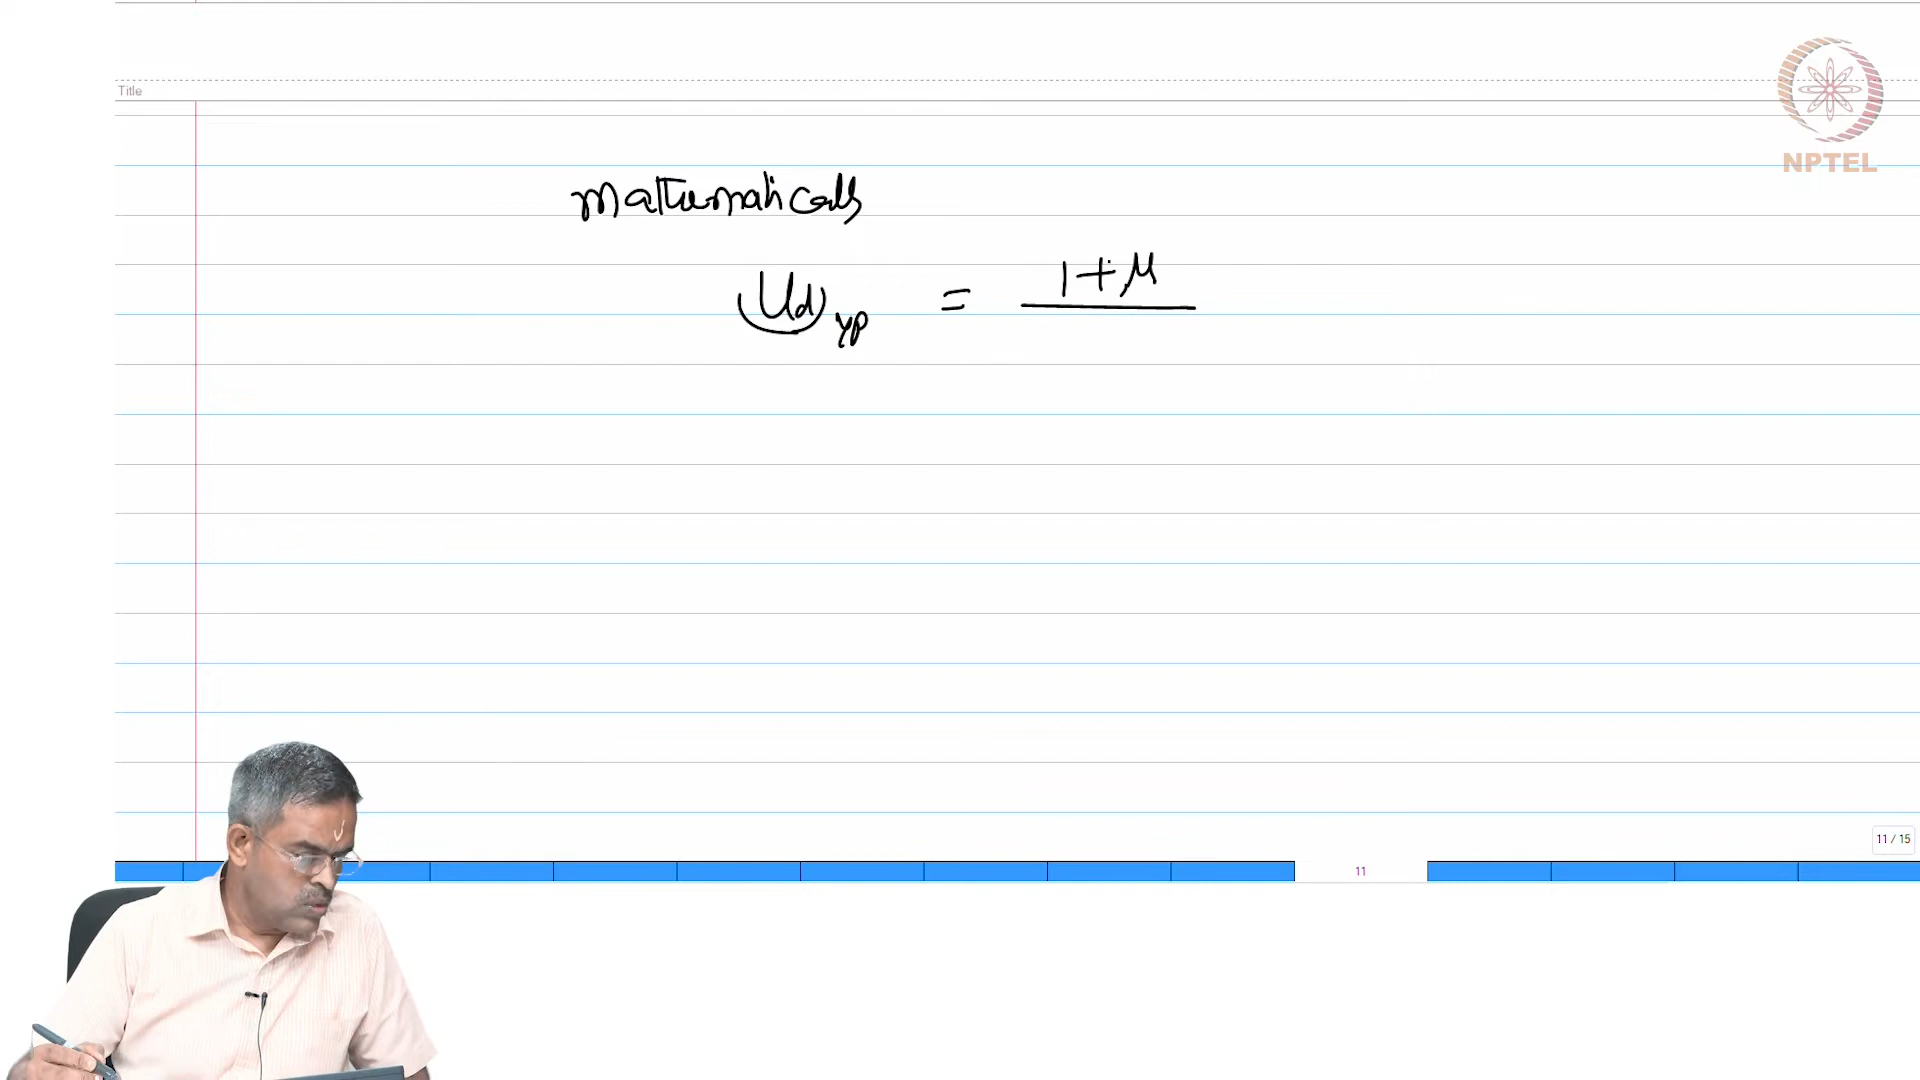 Title
NPTEL
mathematically
(Ud)yp = 1+μ
11 / 15
11